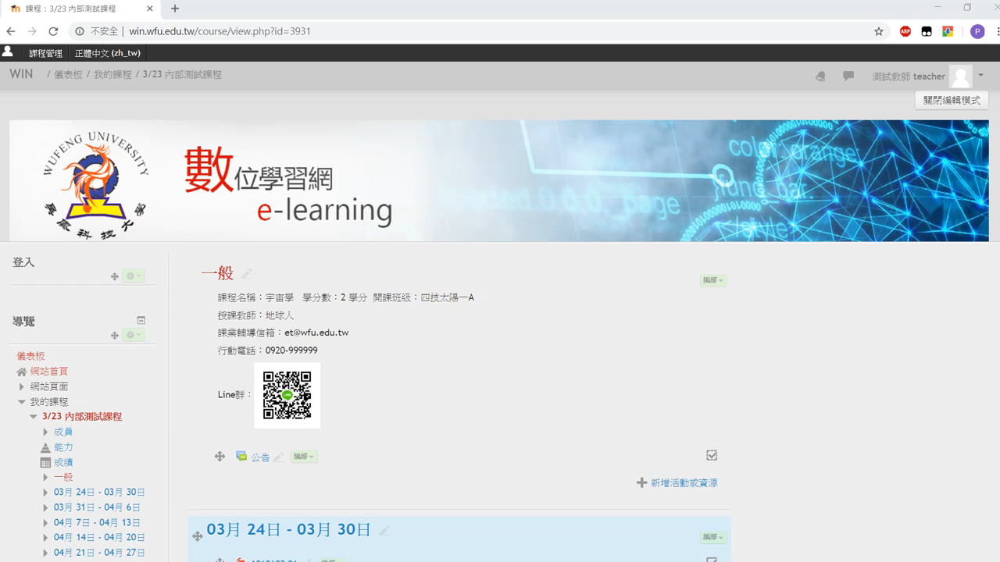 課程：3/23 內部測試課程
不安全 | win.wfu.edu.tw/course/view.php?id=3931
ABP
P
課程管理 正體中文 (zh_tw)
WIN / 儀表板 / 我的課程 / 3/23 內部測試課程
測試教師 teacher
關閉編輯模式
WUFENG UNIVERSITY
吳鳳科技大學
數位學習網
e-learning
color: orange;
page
登入
導覽
儀表板
網站首頁
網站頁面
我的課程
3/23 內部測試課程
成員
能力
成績
一般
03月 24日 - 03月 30日
03月 31日 - 04月 6日
04月 7日 - 04月 13日
04月 14日 - 04月 20日
04月 21日 - 04月 27日
一般
編修
課程名稱：宇宙學 學分數：2 學分 開課班級：四技太陽一A
授課教師：地球人
課業輔導信箱：et@wfu.edu.tw
行動電話：0920-999999
Line群：
公告 編修
新增活動或資源
03月 24日 - 03月 30日
編修